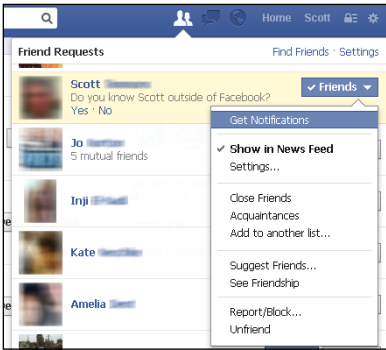 Home Scott
Friend Requests
Find Friends · Settings
Scott
Do you know Scott outside of Facebook?
Yes · No
✓ Friends
Get Notifications
✓ Show in News Feed
Settings...
Close Friends
Acquaintances
Add to another list...
Suggest Friends...
See Friendship
Report/Block...
Unfriend
Jo
5 mutual friends
Inji
Kate
Amelia